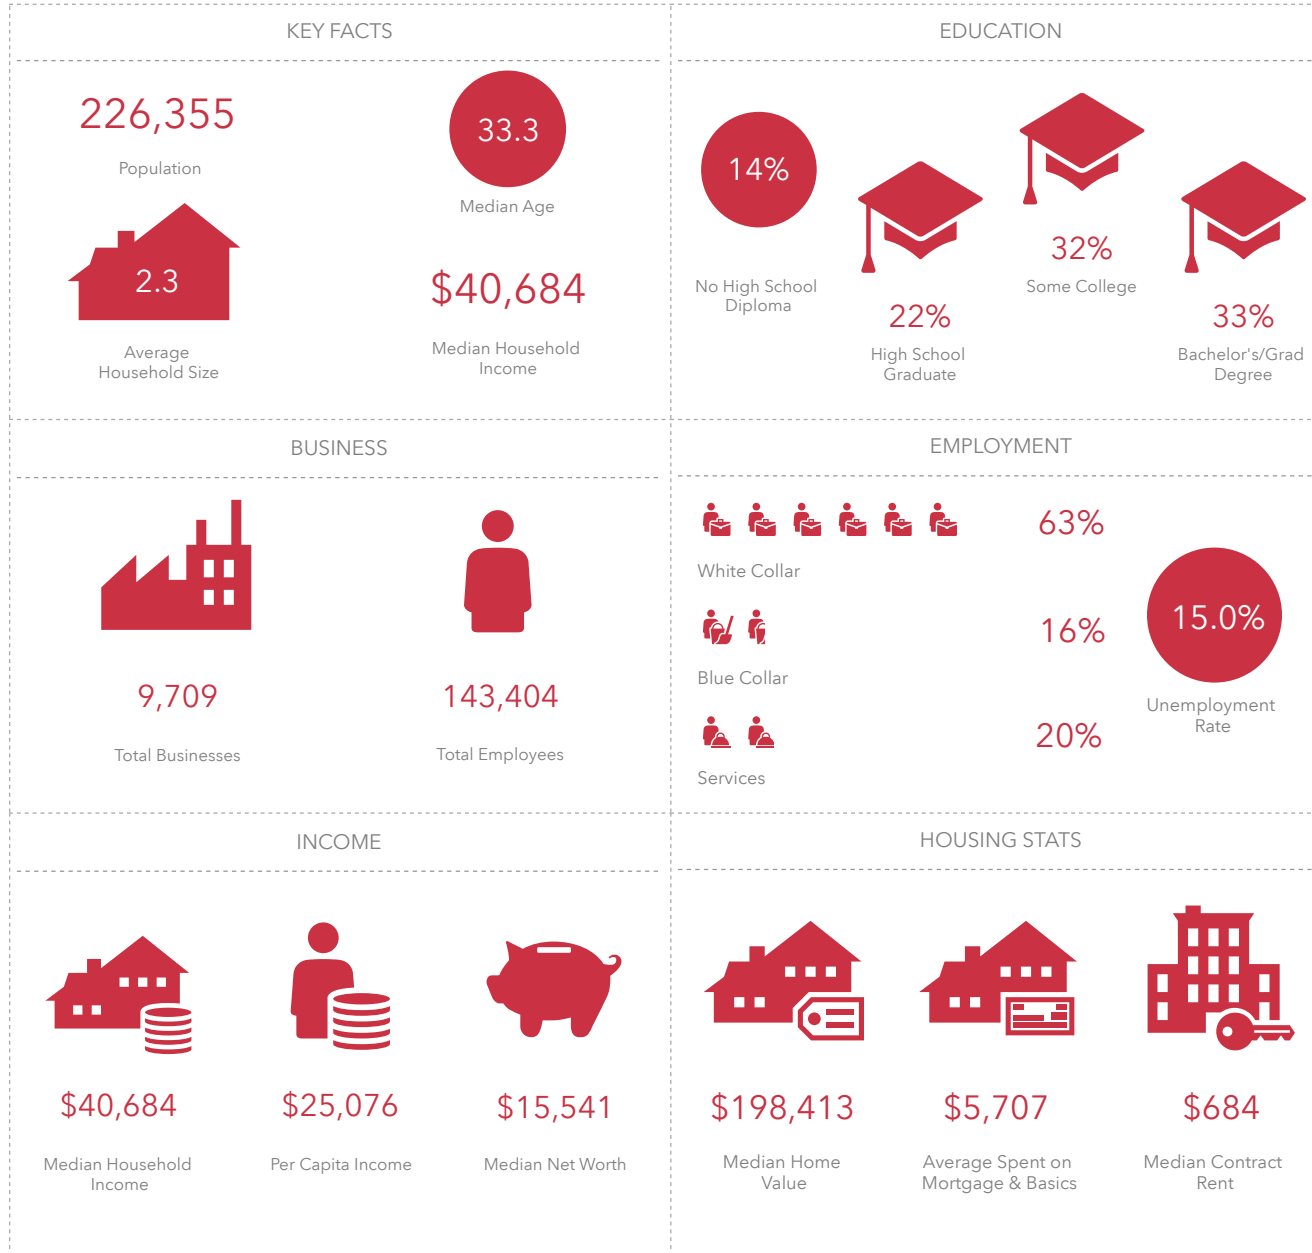 KEY FACTS
226,355
Population
33.3
Median Age
2.3
Average
Household Size
$40,684
Median Household
Income
EDUCATION
14%
No High School
Diploma
22%
High School
Graduate
32%
Some College
33%
Bachelor's/Grad
Degree
BUSINESS
9,709
Total Businesses
143,404
Total Employees
EMPLOYMENT
63%
White Collar
16%
Blue Collar
20%
Services
15.0%
Unemployment
Rate
INCOME
$40,684
Median Household
Income
$25,076
Per Capita Income
$15,541
Median Net Worth
HOUSING STATS
$198,413
Median Home
Value
$5,707
Average Spent on
Mortgage & Basics
$684
Median Contract
Rent